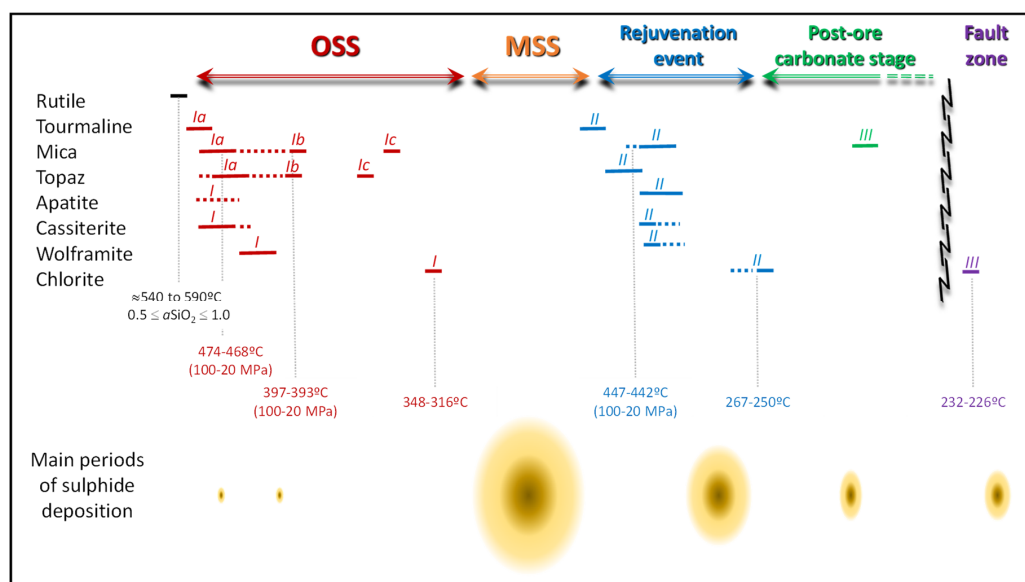 OSS
MSS
Rejuvenation
event
Post-ore
carbonate stage
Fault
zone
Rutile
Tourmaline
Ia
II
Mica
Ia
Ib
Ic
II
III
Topaz
Ia
Ib
Ic
II
Apatite
I
II
Cassiterite
I
II
Wolframite
I
II
Chlorite
I
II
III
≈540 to 590ºC
0.5 ≤ aSiO₂ ≤ 1.0
474-468ºC
(100-20 MPa)
397-393ºC
(100-20 MPa)
348-316ºC
447-442ºC
(100-20 MPa)
267-250ºC
232-226ºC
Main periods
of sulphide
deposition